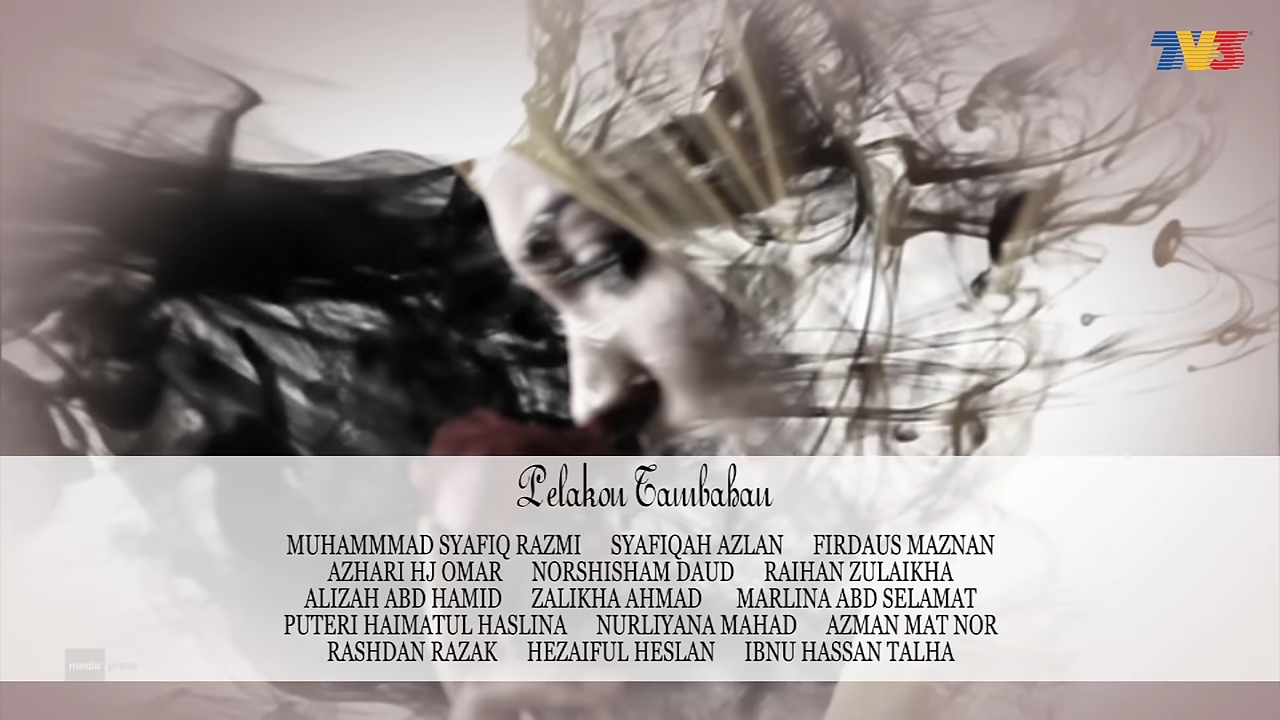 TV3
Pelakon Tambahan
MUHAMMMAD SYAFIQ RAZMI SYAFIQAH AZLAN FIRDAUS MAZNAN
AZHARI HJ OMAR NORSHISHAM DAUD RAIHAN ZULAIKHA
ALIZAH ABD HAMID ZALIKHA AHMAD MARLINA ABD SELAMAT
PUTERI HAIMATUL HASLINA NURLIYANA MAHAD AZMAN MAT NOR
RASHDAN RAZAK HEZAIFUL HESLAN IBNU HASSAN TALHA
media prima